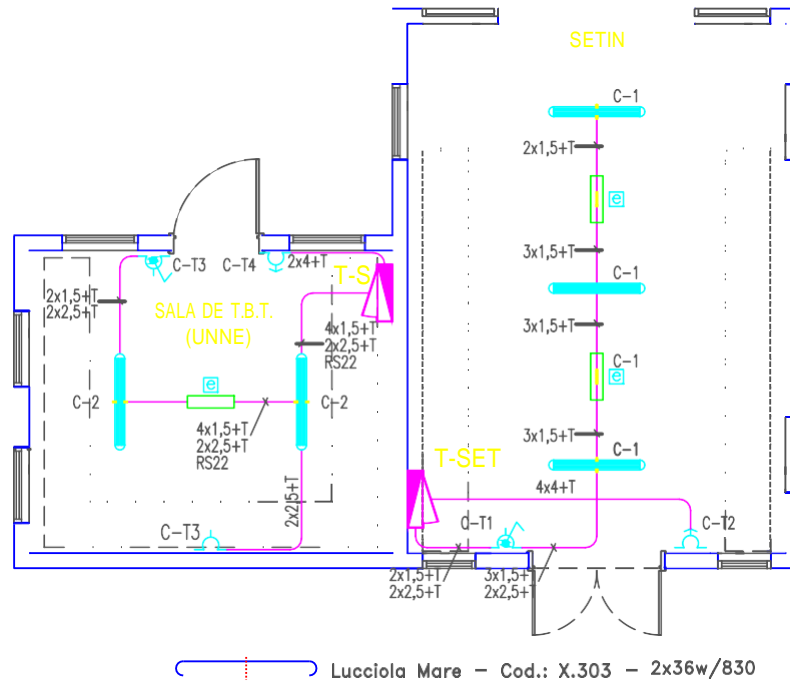 SETIN
C-1
2x1,5+T
e
3x1,5+T
C-1
3x1,5+T
C-1
e
3x1,5+T
C-1
4x4+T
C-T3
C-T4
2x4+T
T-S
2x1,5+T
2x2,5+T
SALA DE T.B.T.
(UNNE)
4x1,5+T
2x2,5+T
RS22
e
C-2
C-2
4x1,5+T
2x2,5+T
RS22
2x2,5+T
T-SET
C-T3
C-T1
C-T2
2x1,5+T
2x2,5+T
3x1,5+T
2x2,5+T
Lucciola Mare - Cod.: X.303 - 2x36w/830